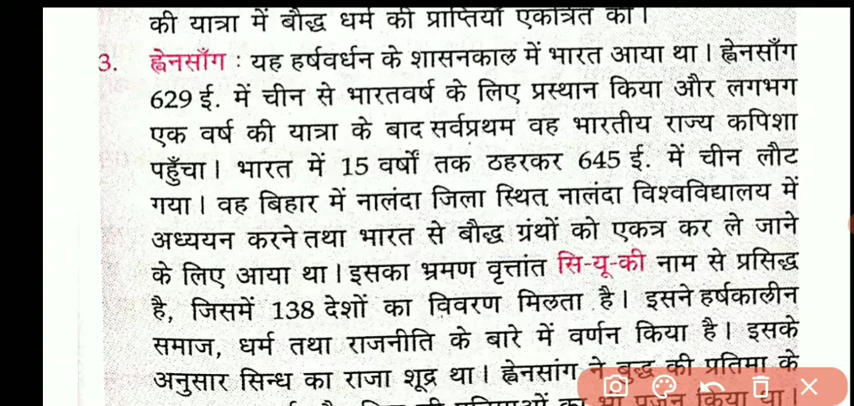 की यात्रा में बौद्ध धर्म की प्राप्तियाँ एकत्रित की।
3. ह्वेनसाँग : यह हर्षवर्धन के शासनकाल में भारत आया था। ह्वेनसाँग
629 ई. में चीन से भारतवर्ष के लिए प्रस्थान किया और लगभग
एक वर्ष की यात्रा के बाद सर्वप्रथम वह भारतीय राज्य कपिशा
पहुँचा। भारत में 15 वर्षों तक ठहरकर 645 ई. में चीन लौट
गया। वह बिहार में नालंदा जिला स्थित नालंदा विश्वविद्यालय में
अध्ययन करने तथा भारत से बौद्ध ग्रंथों को एकत्र कर ले जाने
के लिए आया था। इसका भ्रमण वृत्तांत सि-यू-की नाम से प्रसिद्ध
है, जिसमें 138 देशों का विवरण मिलता है। इसने हर्षकालीन
समाज, धर्म तथा राजनीति के बारे में वर्णन किया है। इसके
अनुसार सिन्ध का राजा शूद्र था। ह्वेनसांग ने बुद्ध की प्रतिमा के
का भी पूजन किया था।